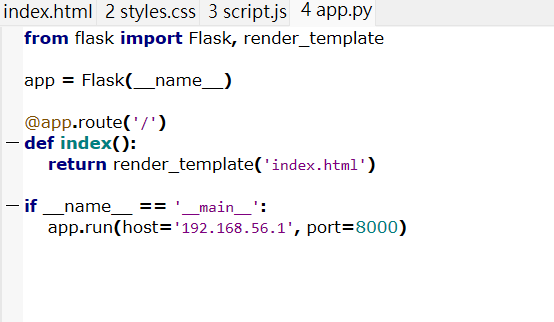 index.html 2 styles.css 3 script.js 4 app.py
from flask import Flask, render_template
app = Flask(__name__)
@app.route('/')
def index():
    return render_template('index.html')
if __name__ == '__main__':
    app.run(host='192.168.56.1', port=8000)